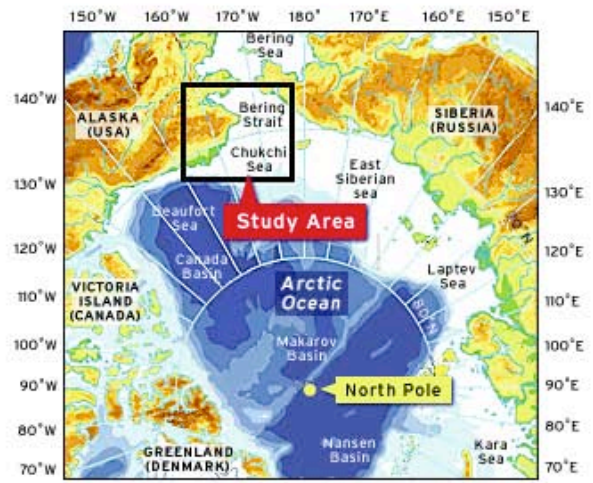 150˚W 160˚W 170˚W 180˚ 170˚E 160˚E 150˚E
Bering
Sea
140˚W
140˚E
ALASKA
(USA)
Bering
Strait
SIBERIA
(RUSSIA)
Chukchi
Sea
East
Siberian
sea
130˚W
130˚E
Beaufort
Sea
Study Area
120˚W
120˚E
Canada
Basin
Laptev
Sea
VICTORIA
ISLAND
(CANADA)
Arctic
Ocean
110˚W
110˚E
80˚N
Makarov
Basin
100˚W
100˚E
North Pole
90˚W
90˚E
80˚W
80˚E
GREENLAND
(DENMARK)
Nansen
Basin
Kara
Sea
70˚W
70˚E